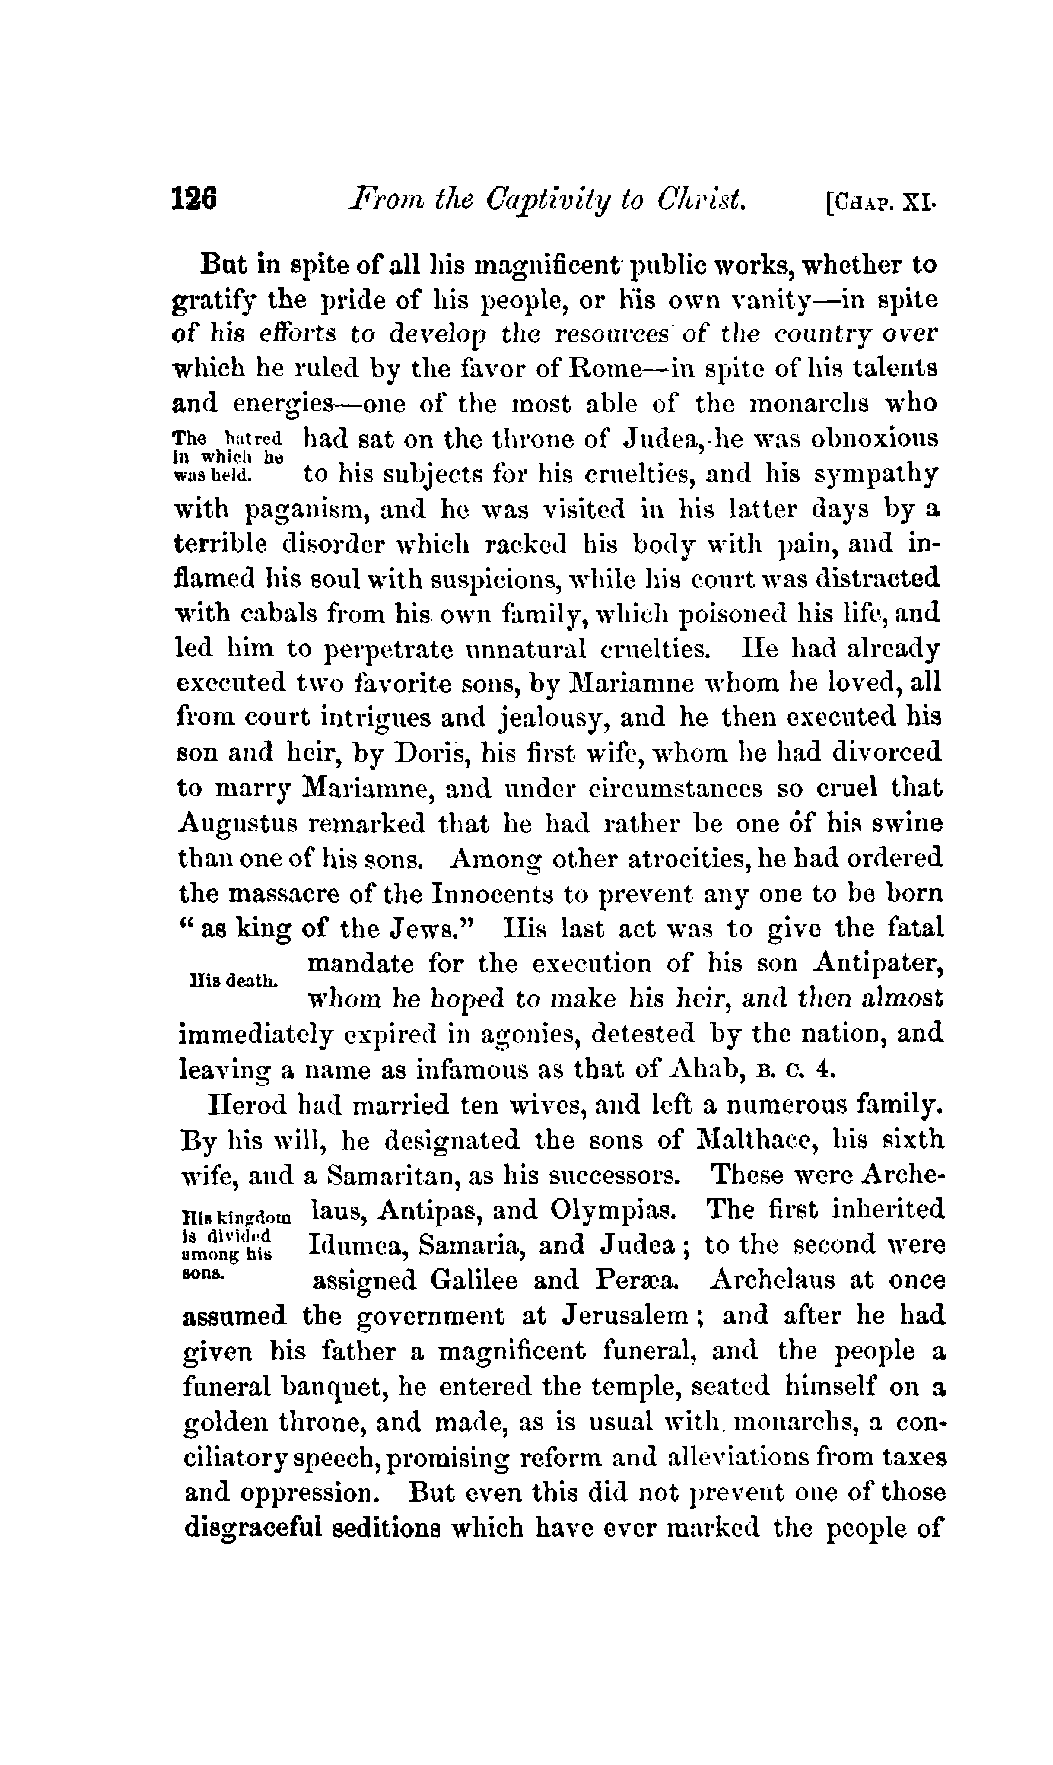 126 From the Captivity to Christ. [CHAP. XI.
But in spite of all his magnificent public works, whether to
gratify the pride of his people, or his own vanity—in spite
of his efforts to develop the resources of the country over
which he ruled by the favor of Rome—in spite of his talents
and energies—one of the most able of the monarchs who
The hatred
in which he
was held.
had sat on the throne of Judea, he was obnoxious
to his subjects for his cruelties, and his sympathy
with paganism, and he was visited in his latter days by a
terrible disorder which racked his body with pain, and in-
flamed his soul with suspicions, while his court was distracted
with cabals from his own family, which poisoned his life, and
led him to perpetrate unnatural cruelties. He had already
executed two favorite sons, by Mariamne whom he loved, all
from court intrigues and jealousy, and he then executed his
son and heir, by Doris, his first wife, whom he had divorced
to marry Mariamne, and under circumstances so cruel that
Augustus remarked that he had rather be one of his swine
than one of his sons. Among other atrocities, he had ordered
the massacre of the Innocents to prevent any one to be born
“as king of the Jews.” His last act was to give the fatal
His death.
mandate for the execution of his son Antipater,
whom he hoped to make his heir, and then almost
immediately expired in agonies, detested by the nation, and
leaving a name as infamous as that of Ahab, B. C. 4.
Herod had married ten wives, and left a numerous family.
By his will, he designated the sons of Malthace, his sixth
wife, and a Samaritan, as his successors. These were Arche-
His kingdom
is divided
among his
sons.
laus, Antipas, and Olympias. The first inherited
Idumea, Samaria, and Judea; to the second were
assigned Galilee and Peræa. Archelaus at once
assumed the government at Jerusalem; and after he had
given his father a magnificent funeral, and the people a
funeral banquet, he entered the temple, seated himself on a
golden throne, and made, as is usual with monarchs, a con-
ciliatory speech, promising reform and alleviations from taxes
and oppression. But even this did not prevent one of those
disgraceful seditions which have ever marked the people of